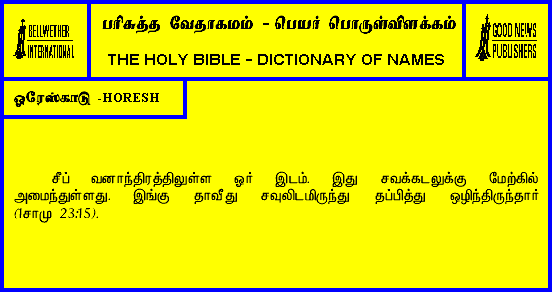 BELLWETHER
INTERNATIONAL
பரிசுத்த வேதாகமம் - பெயர் பொருள்விளக்கம்
THE HOLY BIBLE - DICTIONARY OF NAMES
GOOD NEWS
PUBLISHERS
ஓரேஸ்காடு -HORESH
சீப் வனாந்திரத்திலுள்ள ஓர் இடம். இது சவக்கடலுக்கு மேற்கில்
அமைந்துள்ளது. இங்கு தாவீது சவுலிடமிருந்து தப்பித்து ஒழிந்திருந்தார்
(1சாமு 23:15).